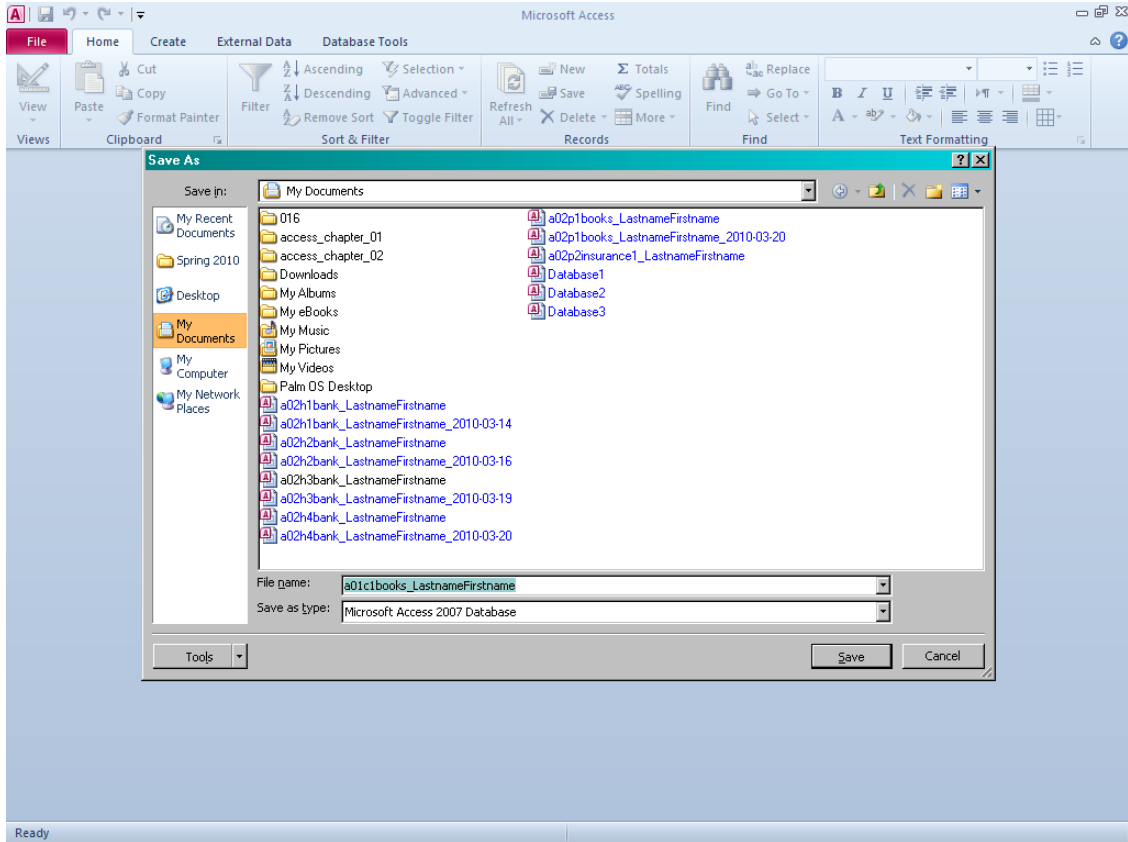 Microsoft Access
File Home Create External Data Database Tools
Cut
Copy
Format Painter
View
Paste
Views
Clipboard
Filter
Ascending
Descending
Remove Sort
Selection
Advanced
Toggle Filter
Sort & Filter
Refresh
All
New
Save
Delete
Totals
Spelling
More
Records
Find
Replace
Go To
Select
Find
B I U
A
Text Formatting
Save As
Save in: My Documents
My Recent
Documents
Spring 2010
Desktop
My
Documents
My
Computer
My Network
Places
016
access_chapter_01
access_chapter_02
Downloads
My Albums
My eBooks
My Music
My Pictures
My Videos
Palm OS Desktop
a02h1bank_LastnameFirstname
a02h1bank_LastnameFirstname_2010-03-14
a02h2bank_LastnameFirstname
a02h2bank_LastnameFirstname_2010-03-16
a02h3bank_LastnameFirstname
a02h3bank_LastnameFirstname_2010-03-19
a02h4bank_LastnameFirstname
a02h4bank_LastnameFirstname_2010-03-20
a02p1books_LastnameFirstname
a02p1books_LastnameFirstname_2010-03-20
a02p2insurance1_LastnameFirstname
Database1
Database2
Database3
File name: a01c1books_LastnameFirstname
Save as type: Microsoft Access 2007 Database
Tools Save Cancel
Ready